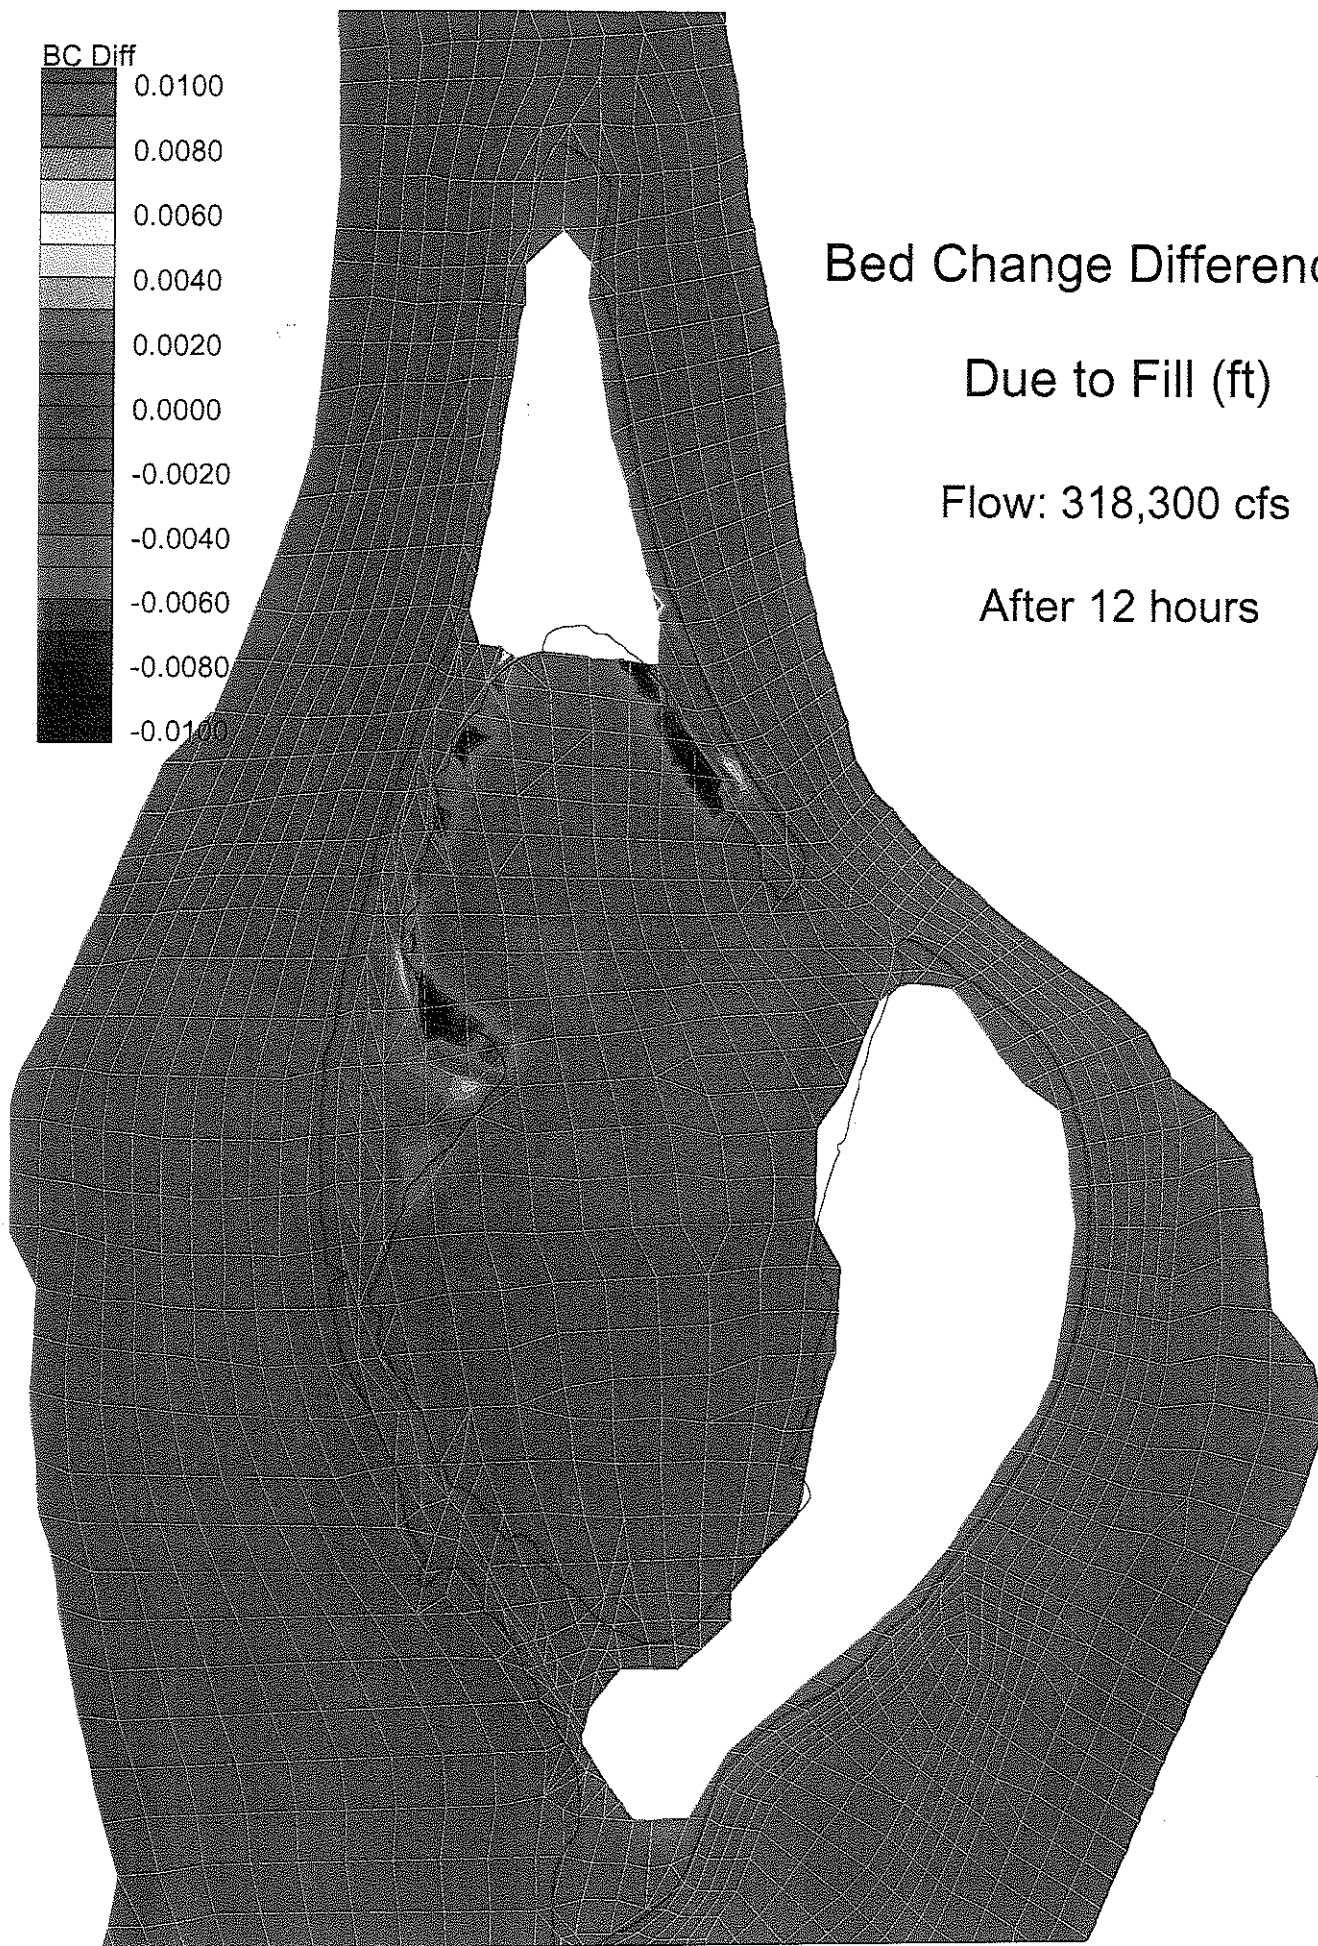 BC Diff
0.0100
0.0080
0.0060
0.0040
0.0020
0.0000
-0.0020
-0.0040
-0.0060
-0.0080
-0.0100
Bed Change Differenc
Due to Fill (ft)
Flow: 318,300 cfs
After 12 hours